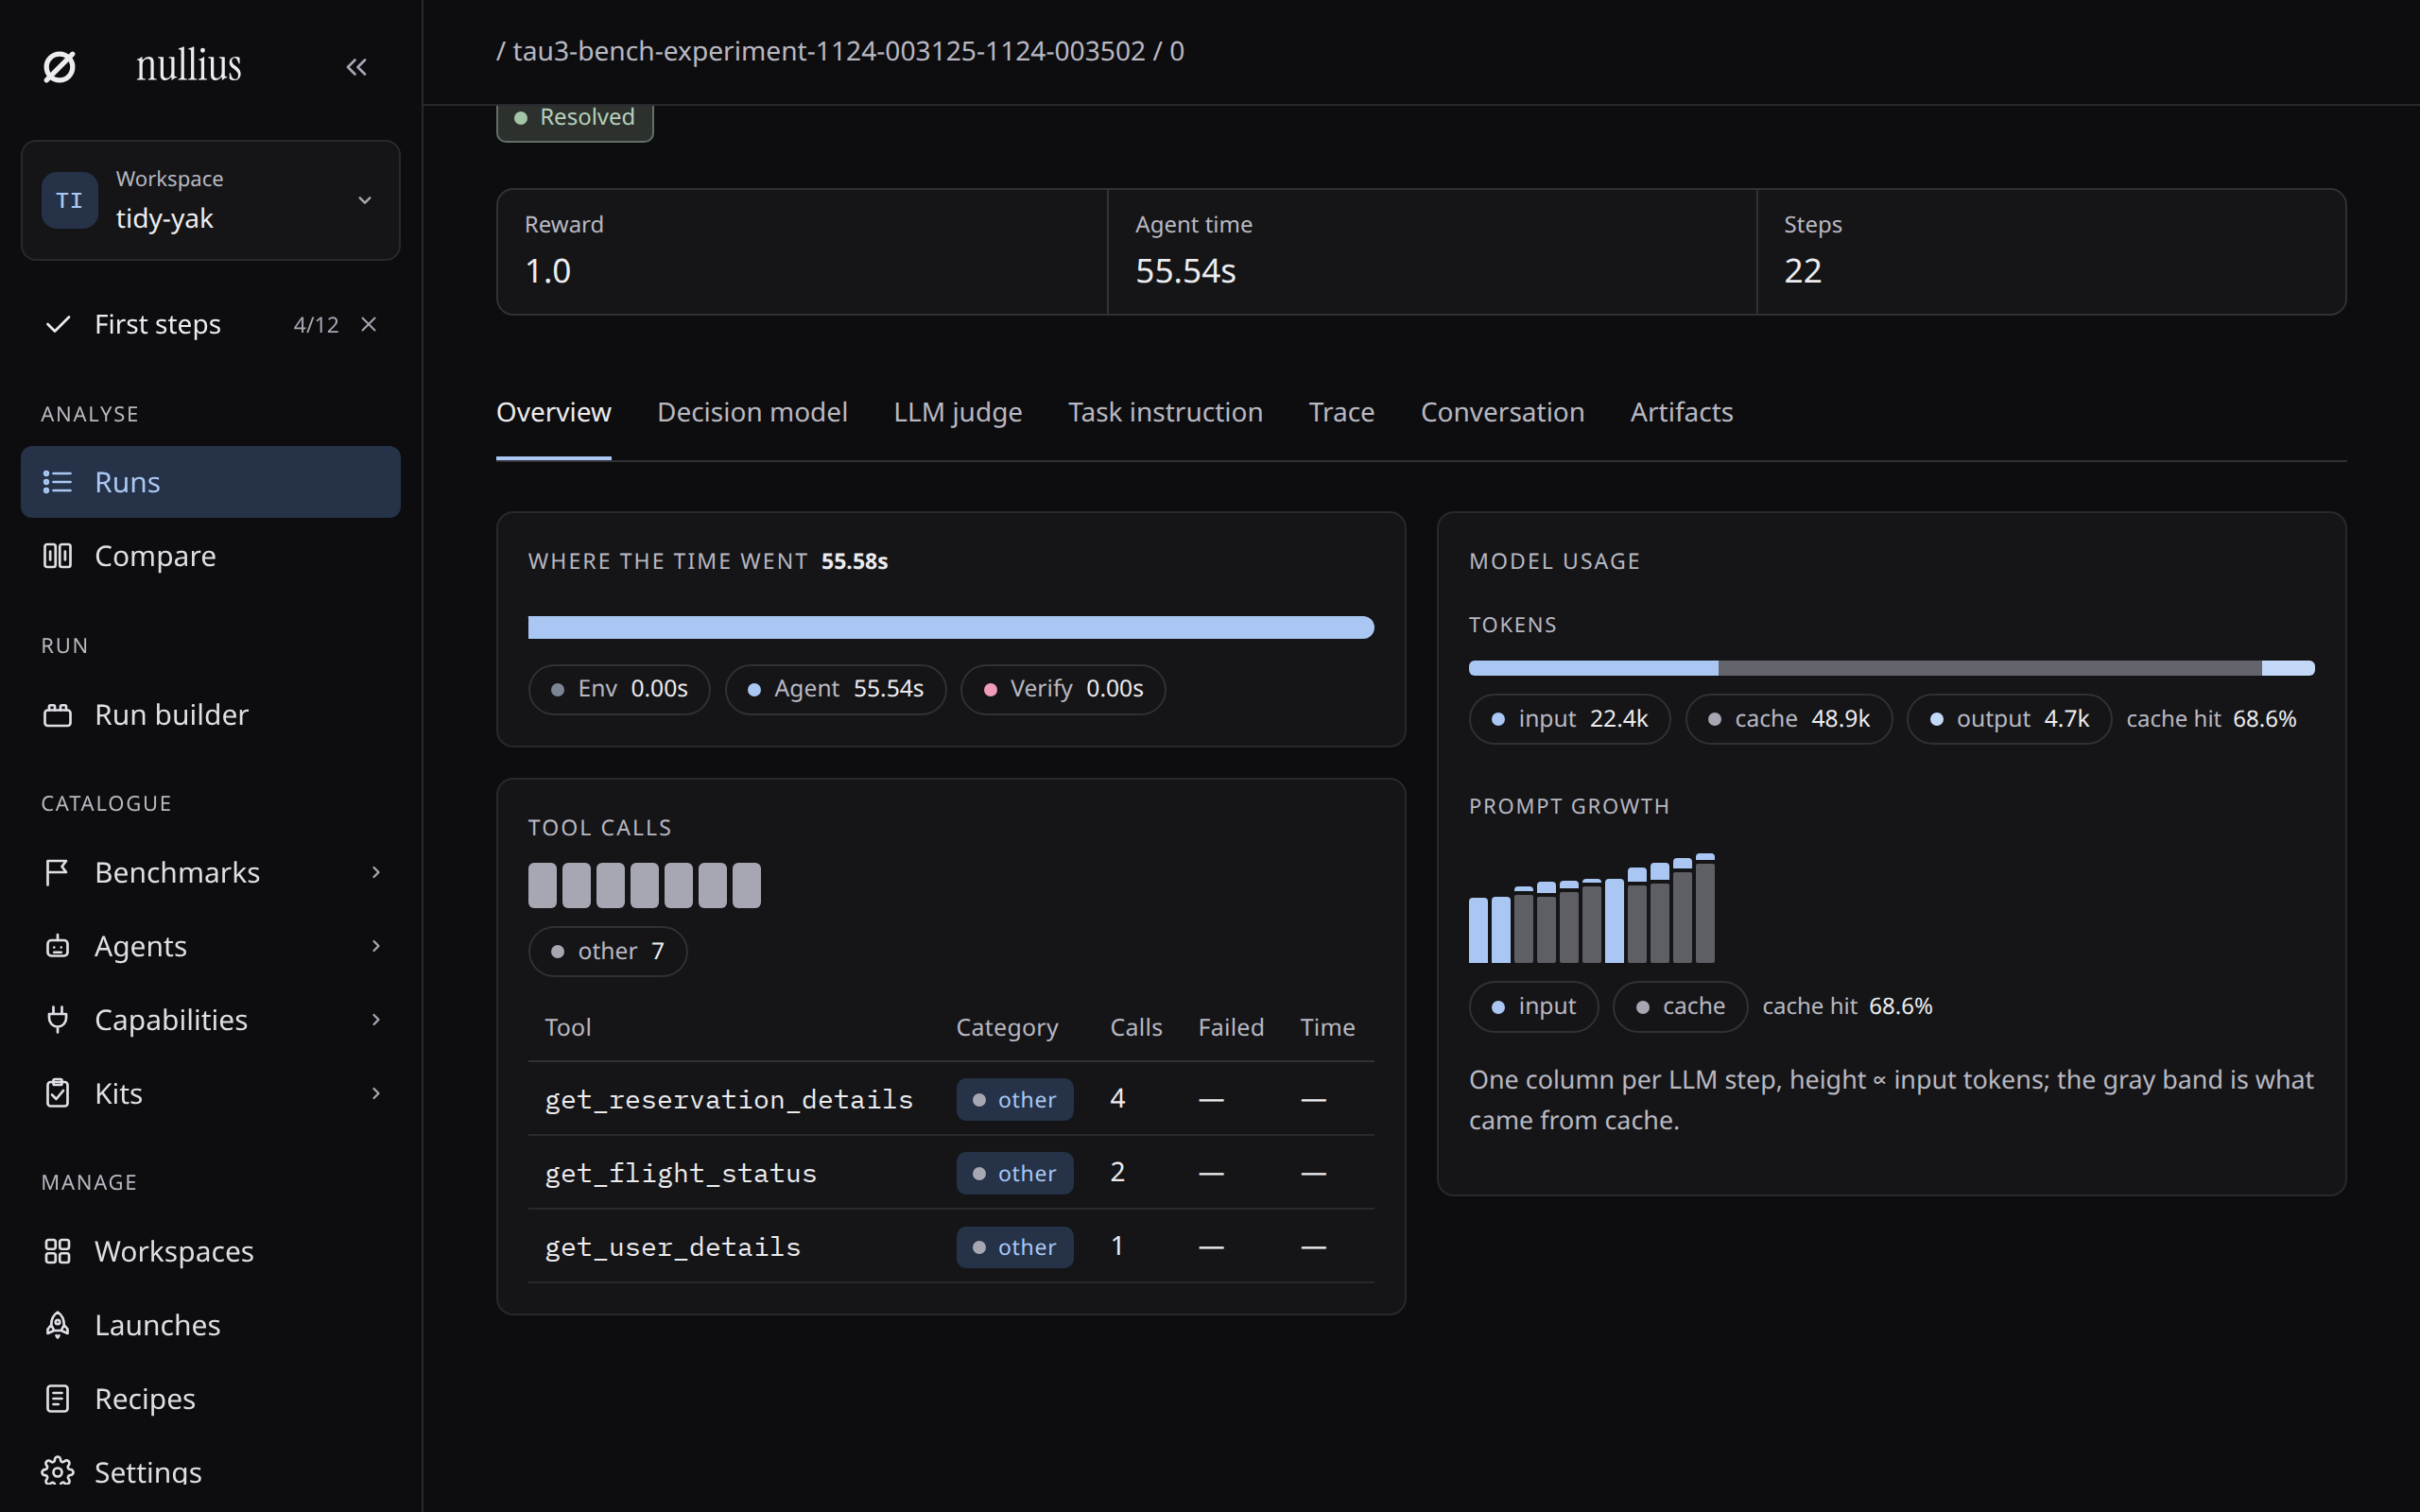 nullius
Workspace
TI
tidy-yak
First steps 4/12
ANALYSE
Runs
Compare
RUN
Run builder
CATALOGUE
Benchmarks
Agents
Capabilities
Kits
MANAGE
Workspaces
Launches
Recipes
Settings
/ tau3-bench-experiment-1124-003125-1124-003502 / 0
Resolved
Reward
1.0
Agent time
55.54s
Steps
22
Overview Decision model LLM judge Task instruction Trace Conversation Artifacts
WHERE THE TIME WENT 55.58s
Env 0.00s Agent 55.54s Verify 0.00s
TOOL CALLS
other 7
Tool Category Calls Failed Time
get_reservation_details other 4 — —
get_flight_status other 2 — —
get_user_details other 1 — —
MODEL USAGE
TOKENS
input 22.4k cache 48.9k output 4.7k cache hit 68.6%
PROMPT GROWTH
input cache cache hit 68.6%
One column per LLM step, height ∝ input tokens; the gray band is what
came from cache.